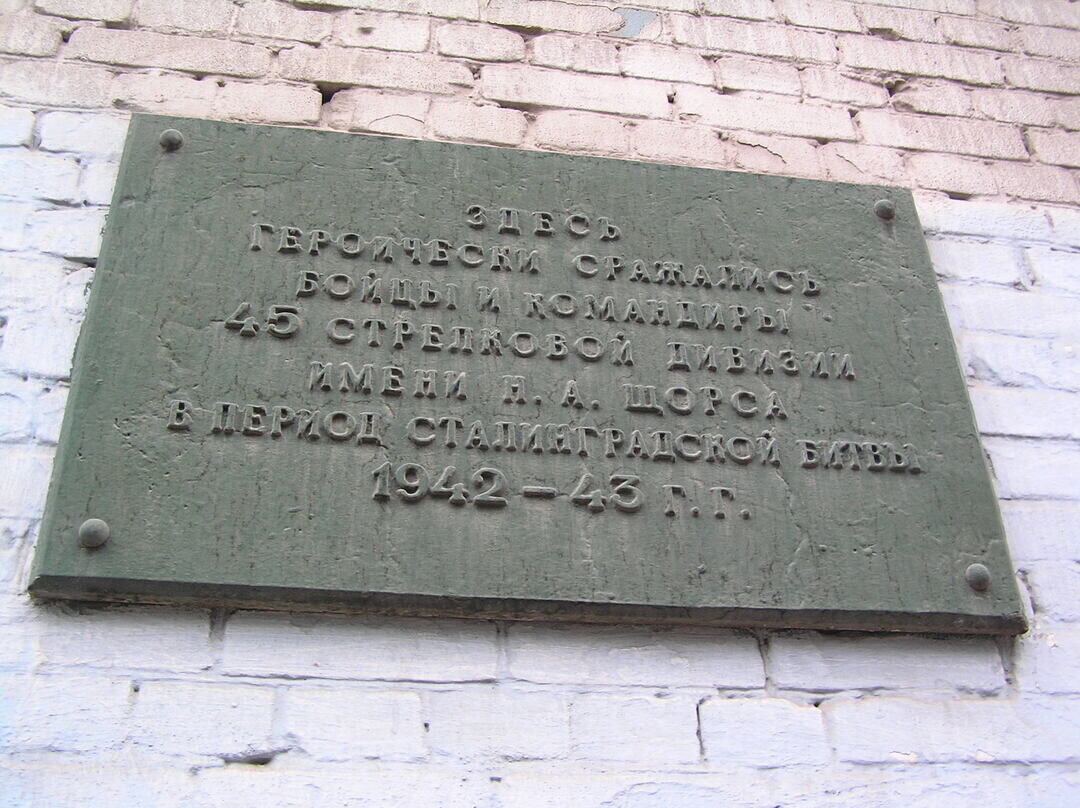 ЗДЕСЬ
ГЕРОИЧЕСКИ СРАЖАЛИСЬ
БОЙЦЫ И КОМАНДИРЫ
45 СТРЕЛКОВОЙ ДИВИЗИИ
ИМЕНИ Н. А. ЩОРСА
В ПЕРИОД СТАЛИНГРАДСКОЙ БИТВЫ
1942 – 43 Г.Г.